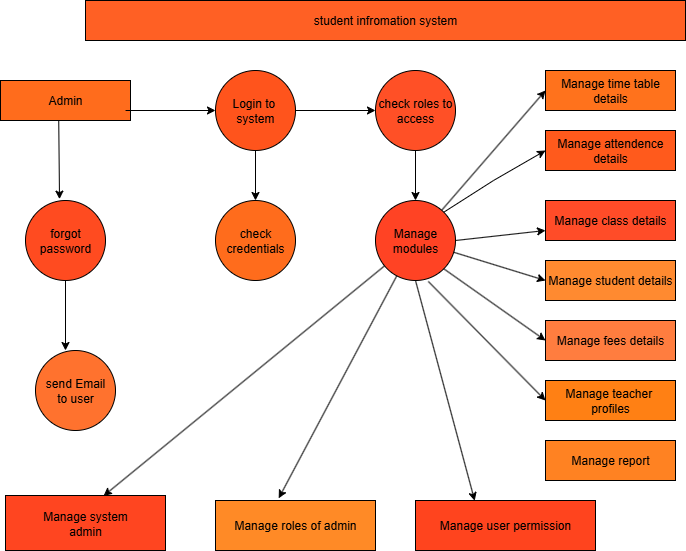 student infromation system
Admin
Login to
system
check roles to
access
Manage time table
details
Manage attendence
details
forgot
password
check
credentials
Manage
modules
Manage class details
Manage student details
Manage fees details
send Email
to user
Manage teacher
profiles
Manage report
Manage system
admin
Manage roles of admin
Manage user permission